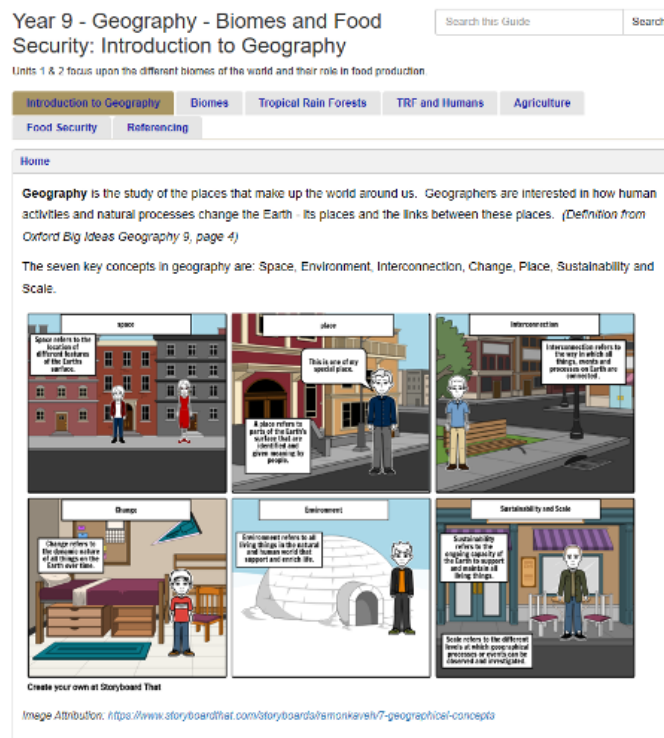 Year 9 - Geography - Biomes and Food
Security: Introduction to Geography
Search this Guide
Search
Units 1 & 2 focus upon the different biomes of the world and their role in food production.
Introduction to Geography
Biomes
Tropical Rain Forests
TRF and Humans
Agriculture
Food Security
Referencing
Home
Geography is the study of the places that make up the world around us. Geographers are interested in how human
activities and natural processes change the Earth - its places and the links between these places. (Definition from
Oxford Big Ideas Geography 9, page 4)
The seven key concepts in geography are: Space, Environment, Interconnection, Change, Place, Sustainability and
Scale.
space
Space refers to the
location of
different features
of the Earths
surface.
place
This is one of my
special place.
A place refers to
parts of the Earth's
surface that are
identified and
given meaning by
people.
Interconnection
Interconnection refers to
the way in which all
things, events and
processes on Earth are
connected.
Change
Change refers to
the dynamic nature
of all things on the
Earth over time.
Environment
Environment refers to all
living things in the natural
and human world that
support and enrich life.
Sustainability and Scale
Sustainability
refers to the
ongoing capacity of
the Earth to support
and maintain all
living things.
Scale refers to the different
levels at which geographical
processes or events can be
observed and investigated.
Create your own at Storyboard That
Image Attribution: https://www.storyboardthat.com/storyboards/ramonkaveh/7-geographical-concepts